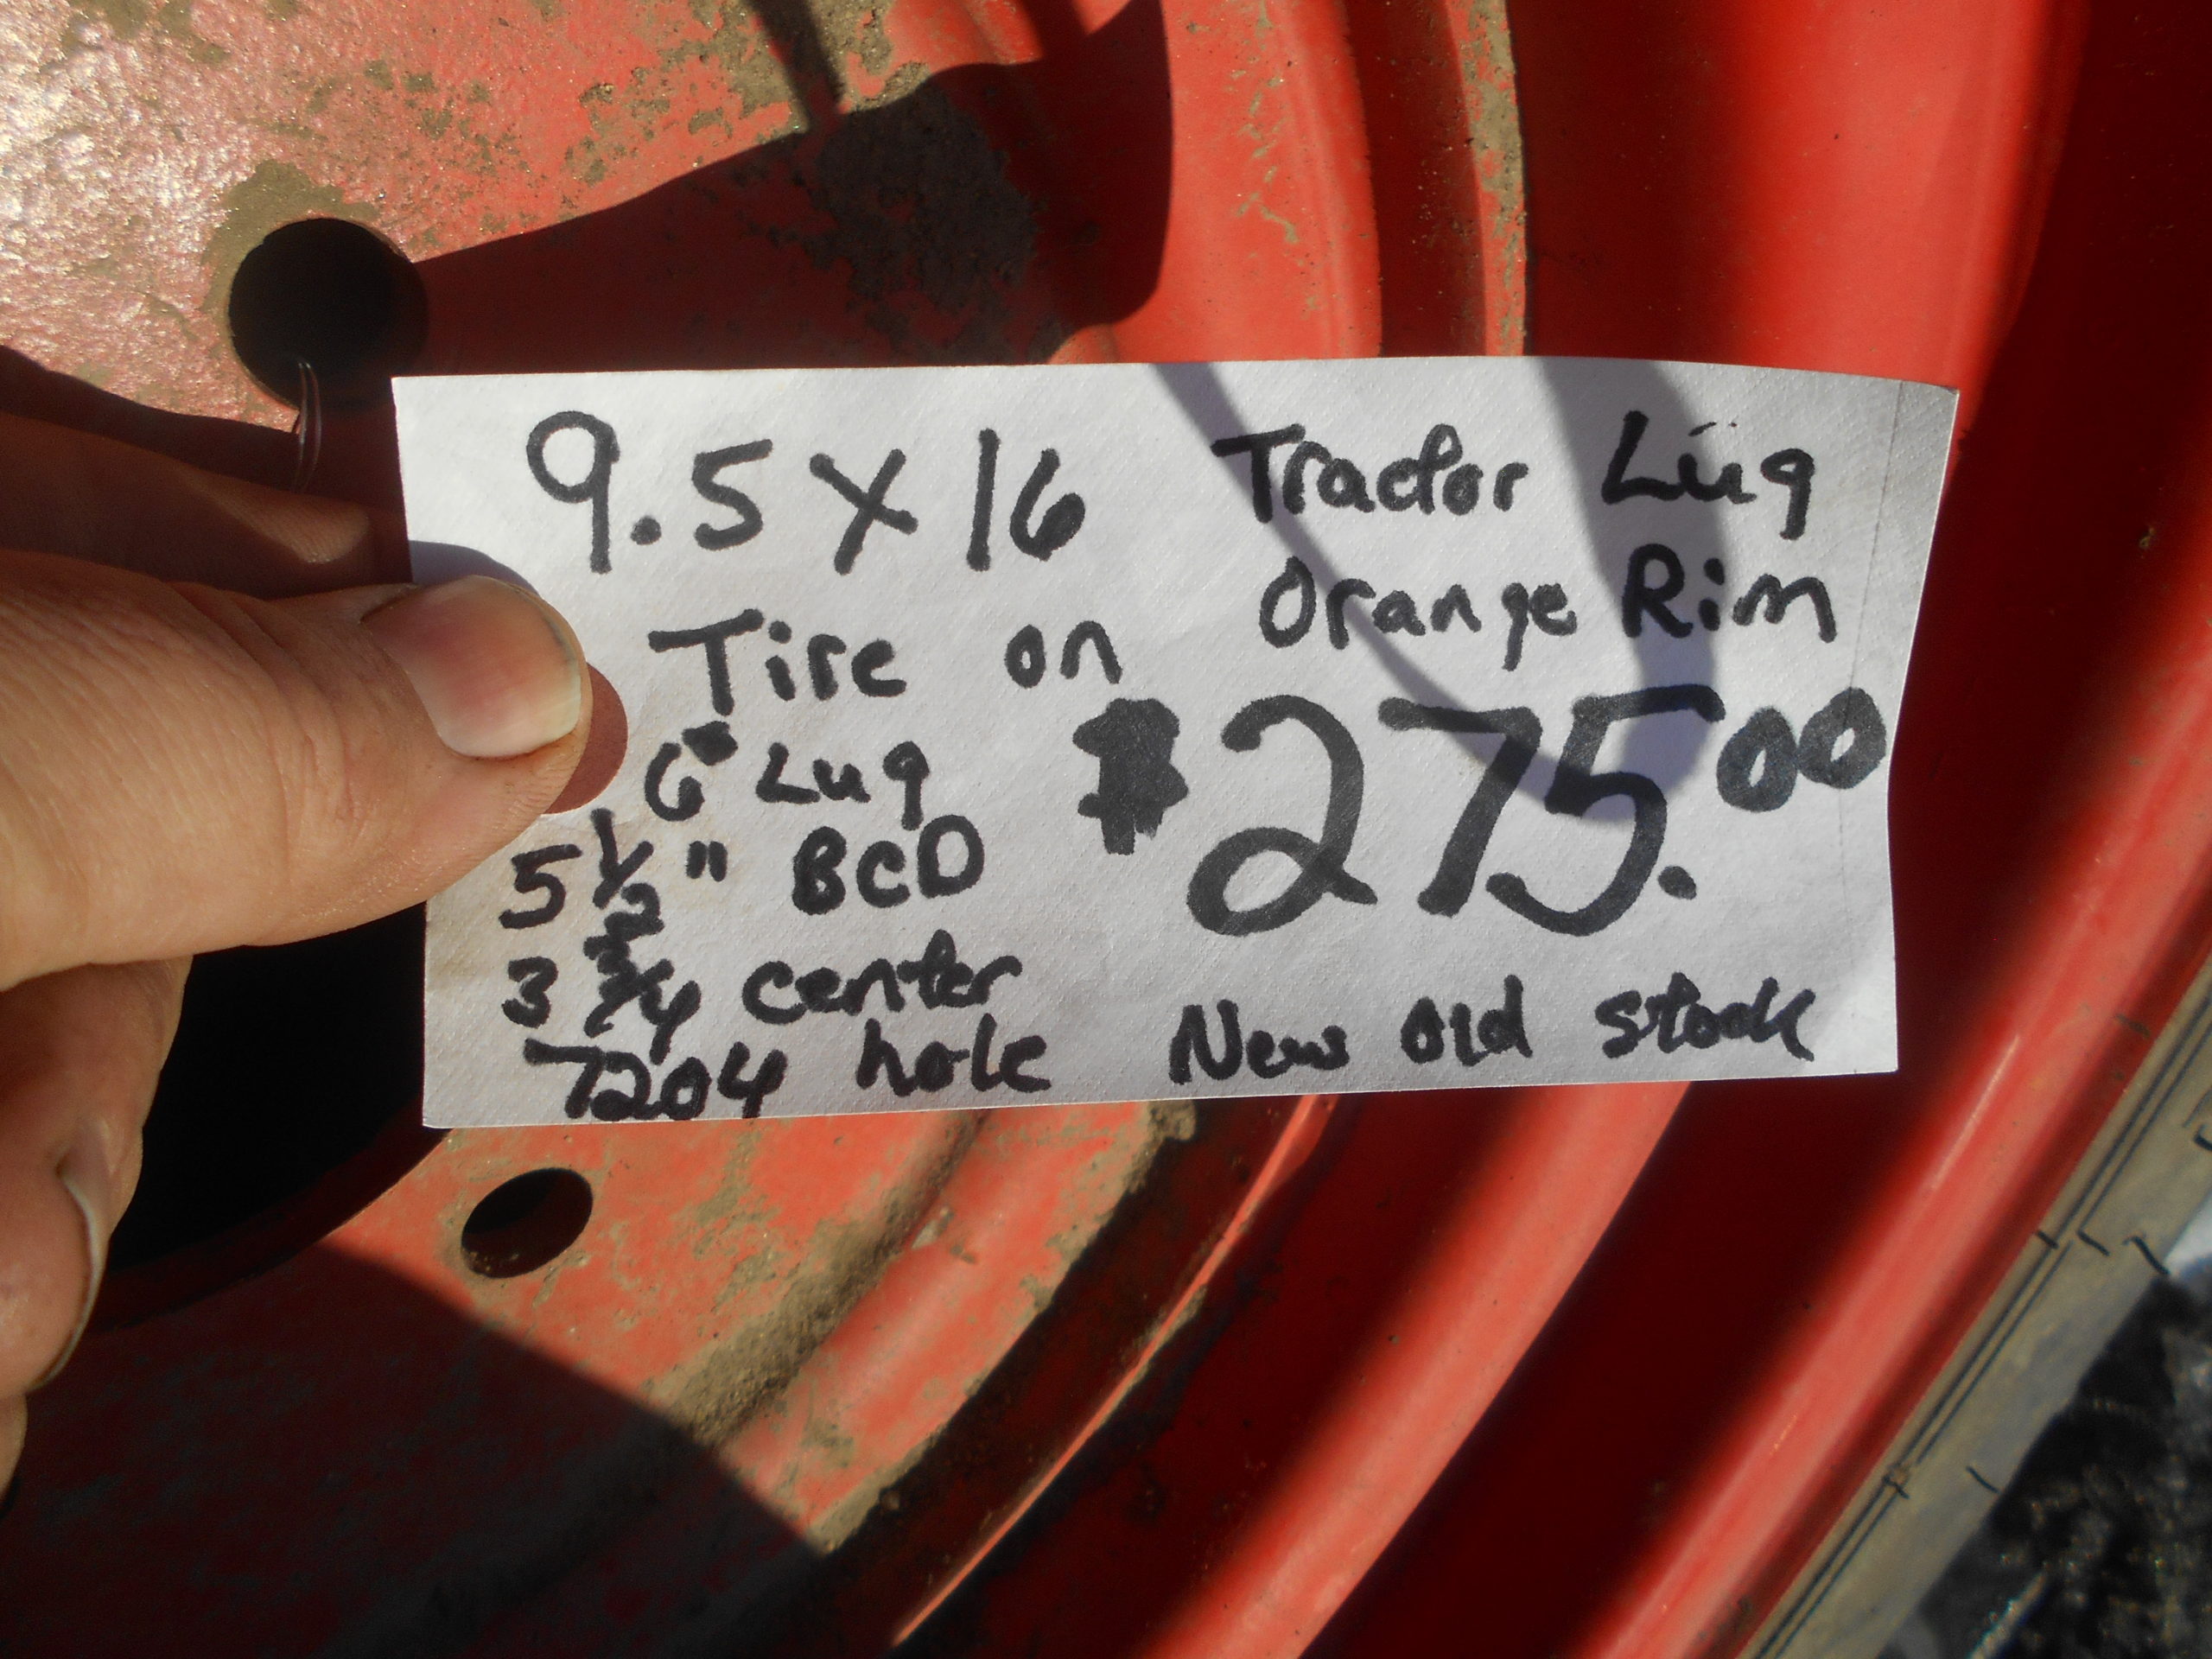 9.5 X 16 Tractor Lug
Tire on Orange Rim
6 Lug $275.00
5 1/2" BCD
3 3/4 center
hole New old stock
7204